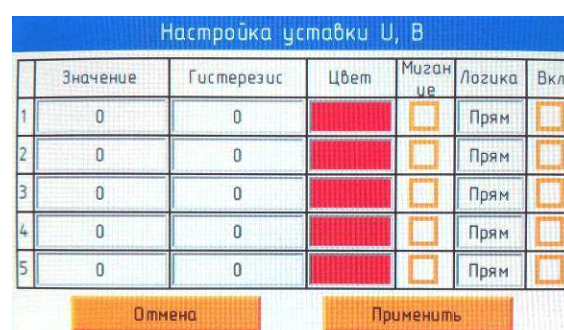 Настройка уставки U, В
Значение Гистерезис Цвет Мигание Логика Вкл
1 0 0 Прям
2 0 0 Прям
3 0 0 Прям
4 0 0 Прям
5 0 0 Прям
Отмена Применить